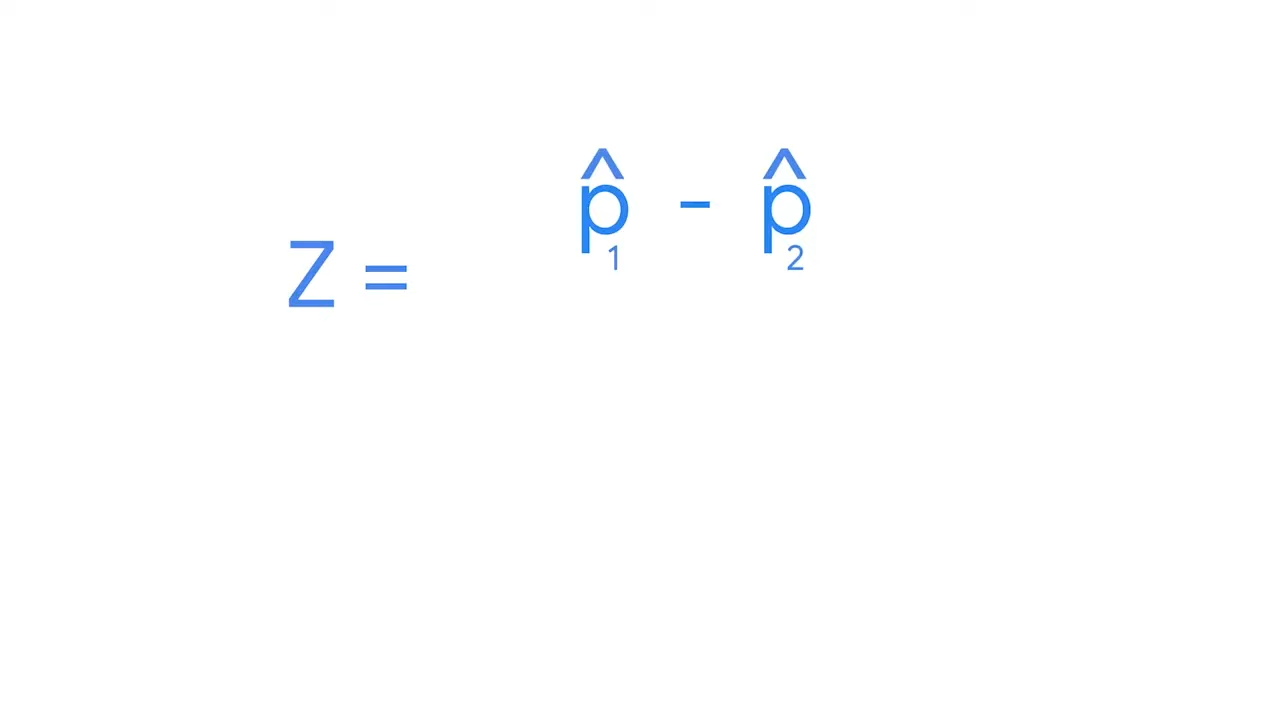 Z = p̂₁ - p̂₂